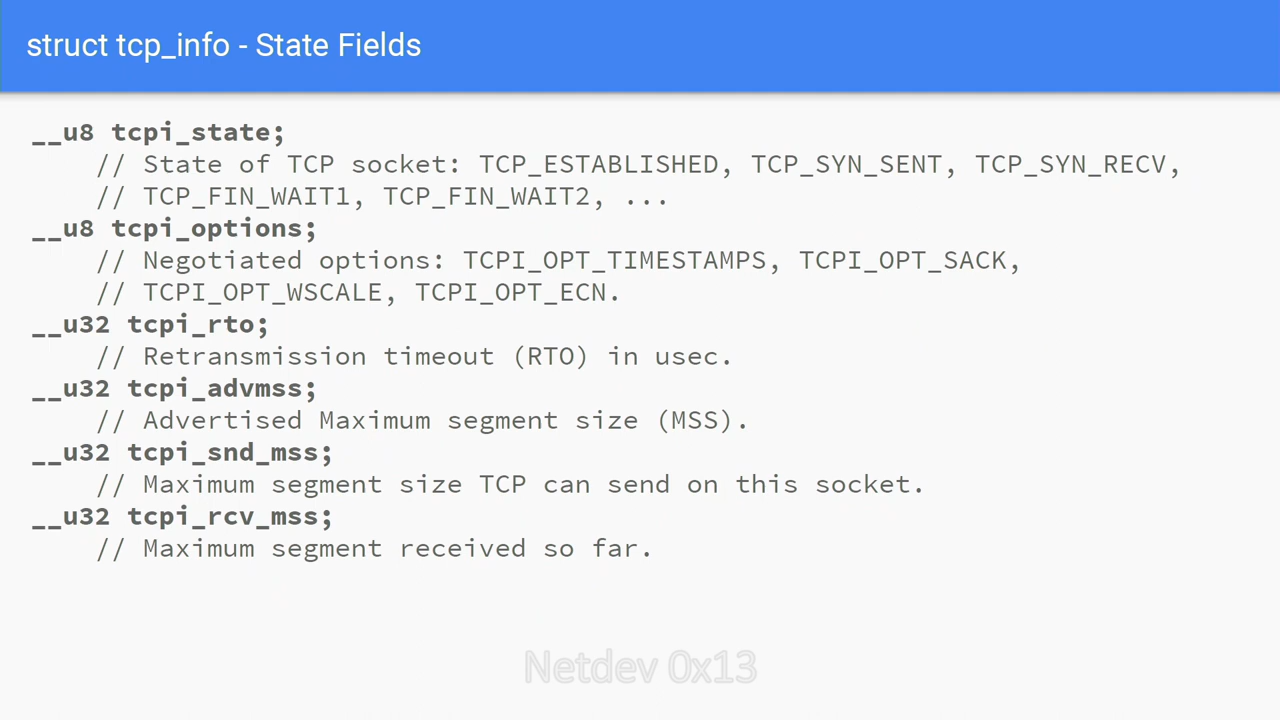 struct tcp_info - State Fields
__u8 tcpi_state;
// State of TCP socket: TCP_ESTABLISHED, TCP_SYN_SENT, TCP_SYN_RECV,
// TCP_FIN_WAIT1, TCP_FIN_WAIT2, ...
__u8 tcpi_options;
// Negotiated options: TCPI_OPT_TIMESTAMPS, TCPI_OPT_SACK,
// TCPI_OPT_WSCALE, TCPI_OPT_ECN.
__u32 tcpi_rto;
// Retransmission timeout (RTO) in usec.
__u32 tcpi_advmss;
// Advertised Maximum segment size (MSS).
__u32 tcpi_snd_mss;
// Maximum segment size TCP can send on this socket.
__u32 tcpi_rcv_mss;
// Maximum segment received so far.
Netdev 0x13